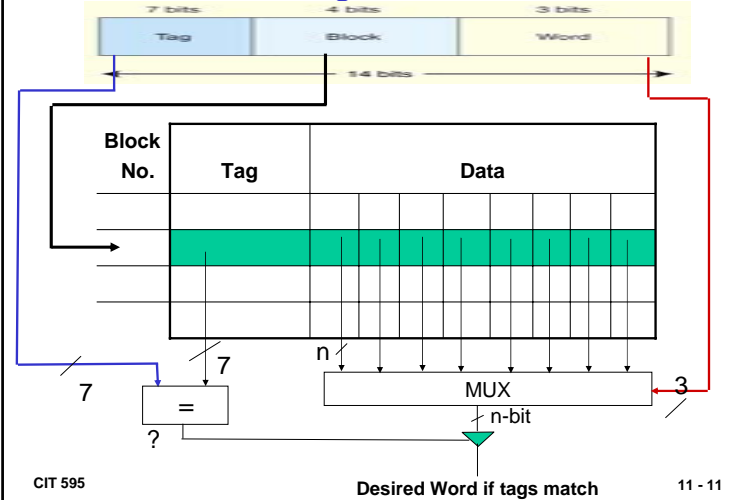 7 bits 4 bits 3 bits
Tag Block Word
14 bits
Block
No. Tag Data
7 7 n 3
= MUX
? n-bit
Desired Word if tags match
CIT 595 11 - 11